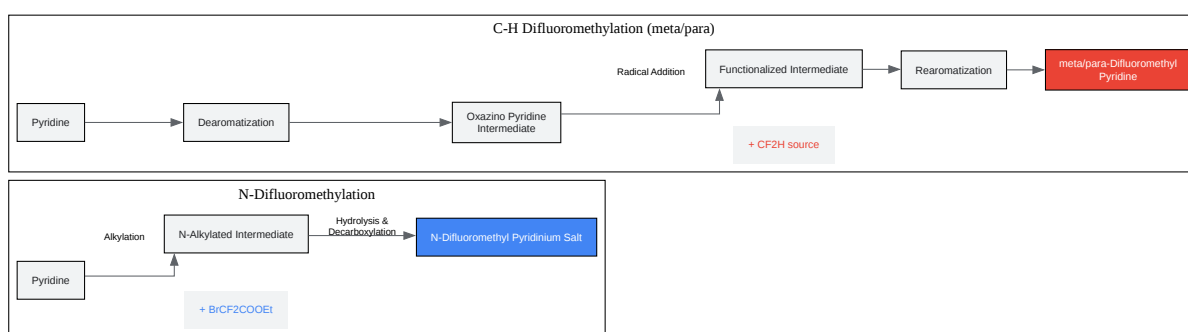 C-H Difluoromethylation (meta/para)
Pyridine
Dearomatization
Oxazino Pyridine
Intermediate
Radical Addition
Functionalized Intermediate
Rearomatization
meta/para-Difluoromethyl
Pyridine
+ CF2H source
N-Difluoromethylation
Pyridine
Alkylation
N-Alkylated Intermediate
Hydrolysis &
Decarboxylation
N-Difluoromethyl Pyridinium Salt
+ BrCF2COOEt